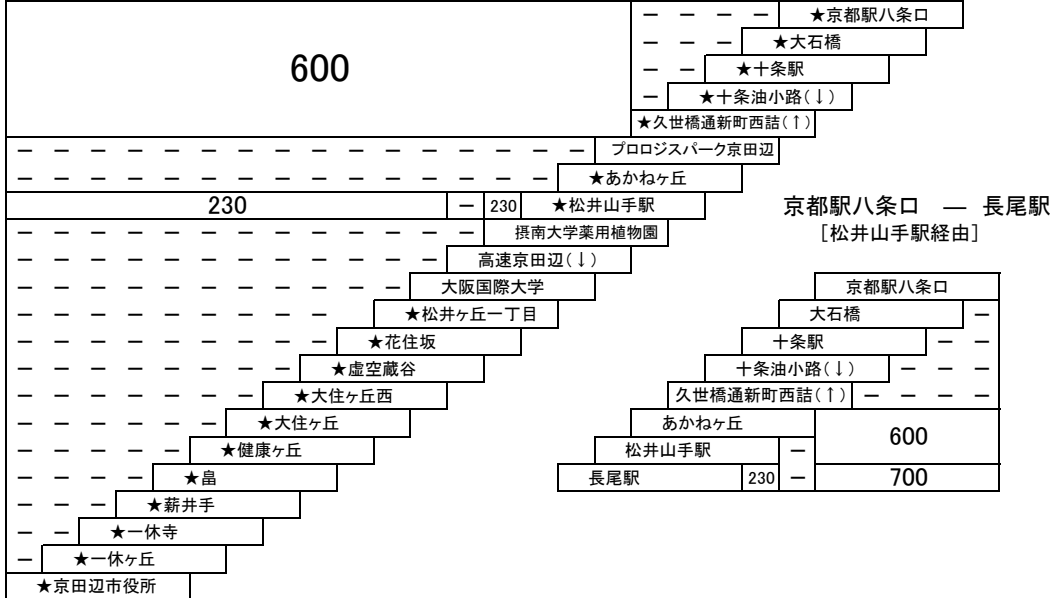 － － － － ★京都駅八条口
－ － － ★大石橋
600 － － ★十条駅
－ ★十条油小路(↓)
★久世橋通新町西詰(↑)
－ － － － － － － － － － － － － － － － プロロジスパーク京田辺
－ － － － － － － － － － － － － － － ★あかねヶ丘
230 － 230 ★松井山手駅
－ － － － － － － － － － － － － 摂南大学薬用植物園
－ － － － － － － － － － － － 高速京田辺(↓)
－ － － － － － － － － － － 大阪国際大学
－ － － － － － － － － ★松井ヶ丘一丁目
－ － － － － － － － － ★花住坂
－ － － － － － － － ★虚空蔵谷
－ － － － － － － ★大住ヶ丘西
－ － － － － － ★大住ヶ丘
－ － － － － ★健康ヶ丘
－ － － － ★畠
－ － － ★薪井手
－ － ★一休寺
－ ★一休ヶ丘
★京田辺市役所
京都駅八条口 ― 長尾駅
[松井山手駅経由]
京都駅八条口
大石橋 －
十条駅 － －
十条油小路(↓) － － －
久世橋通新町西詰(↑) － － － －
あかねヶ丘
600
松井山手駅 －
長尾駅 230 － 700